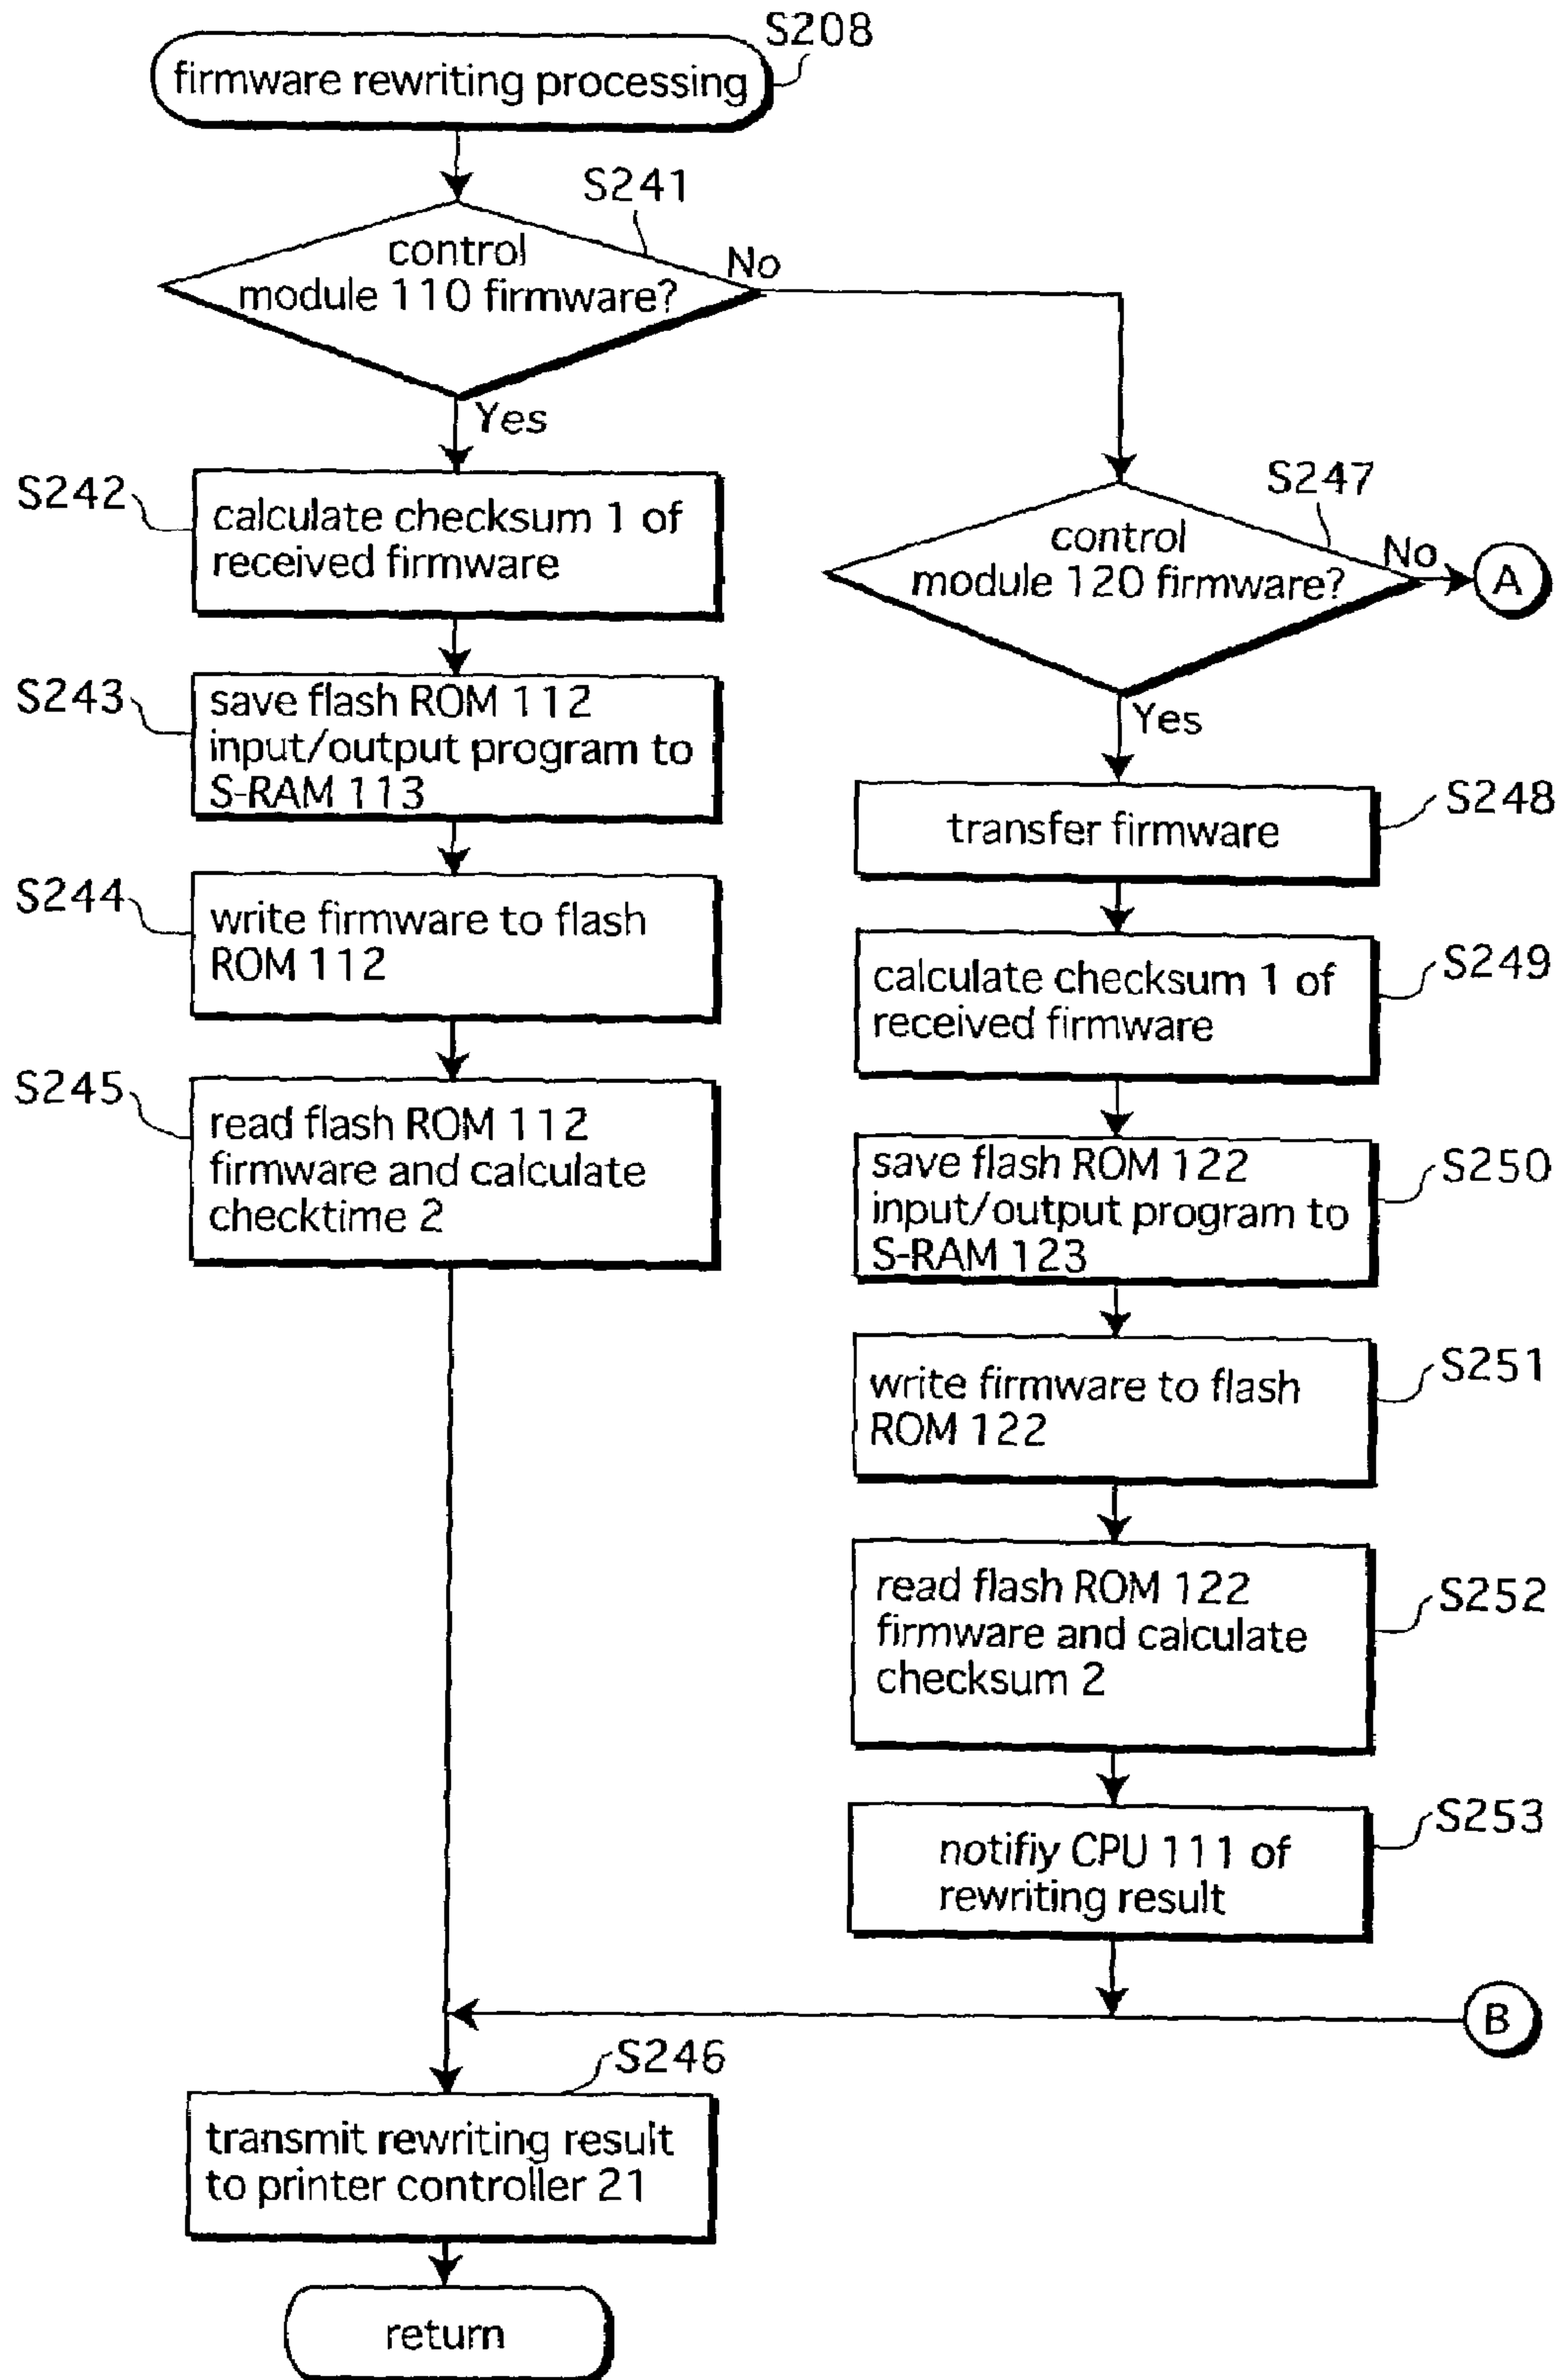 S208
firmware rewriting processing
S241
control
module 110 firmware?
No
Yes
S242
calculate checksum 1 of
received firmware
S243
save flash ROM 112
input/output program to
S-RAM 113
S244
write firmware to flash
ROM 112
S245
read flash ROM 112
firmware and calculate
checktime 2
S247
control
module 120 firmware?
No
A
Yes
S248
transfer firmware
S249
calculate checksum 1 of
received firmware
S250
save flash ROM 122
input/output program to
S-RAM 123
S251
write firmware to flash
ROM 122
S252
read flash ROM 122
firmware and calculate
checksum 2
S253
notifiy CPU 111 of
rewriting result
B
S246
transmit rewriting result
to printer controller 21
return